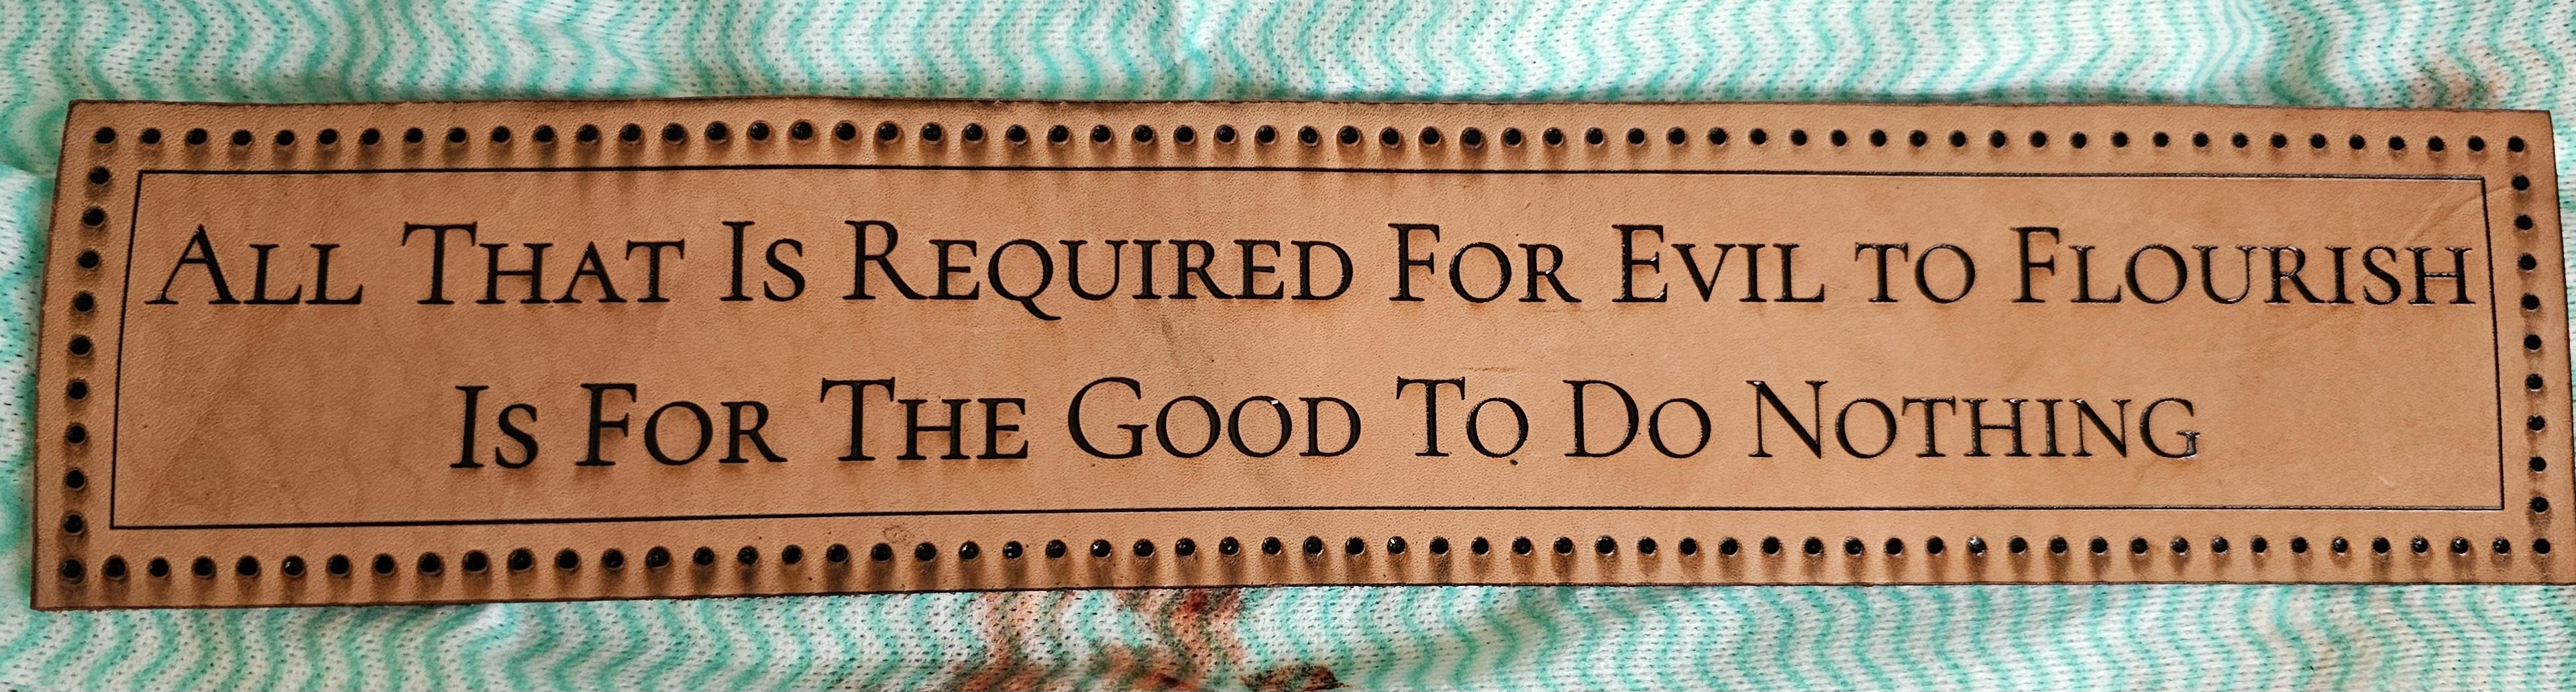 All That Is Required For Evil to Flourish
Is For The Good To Do Nothing